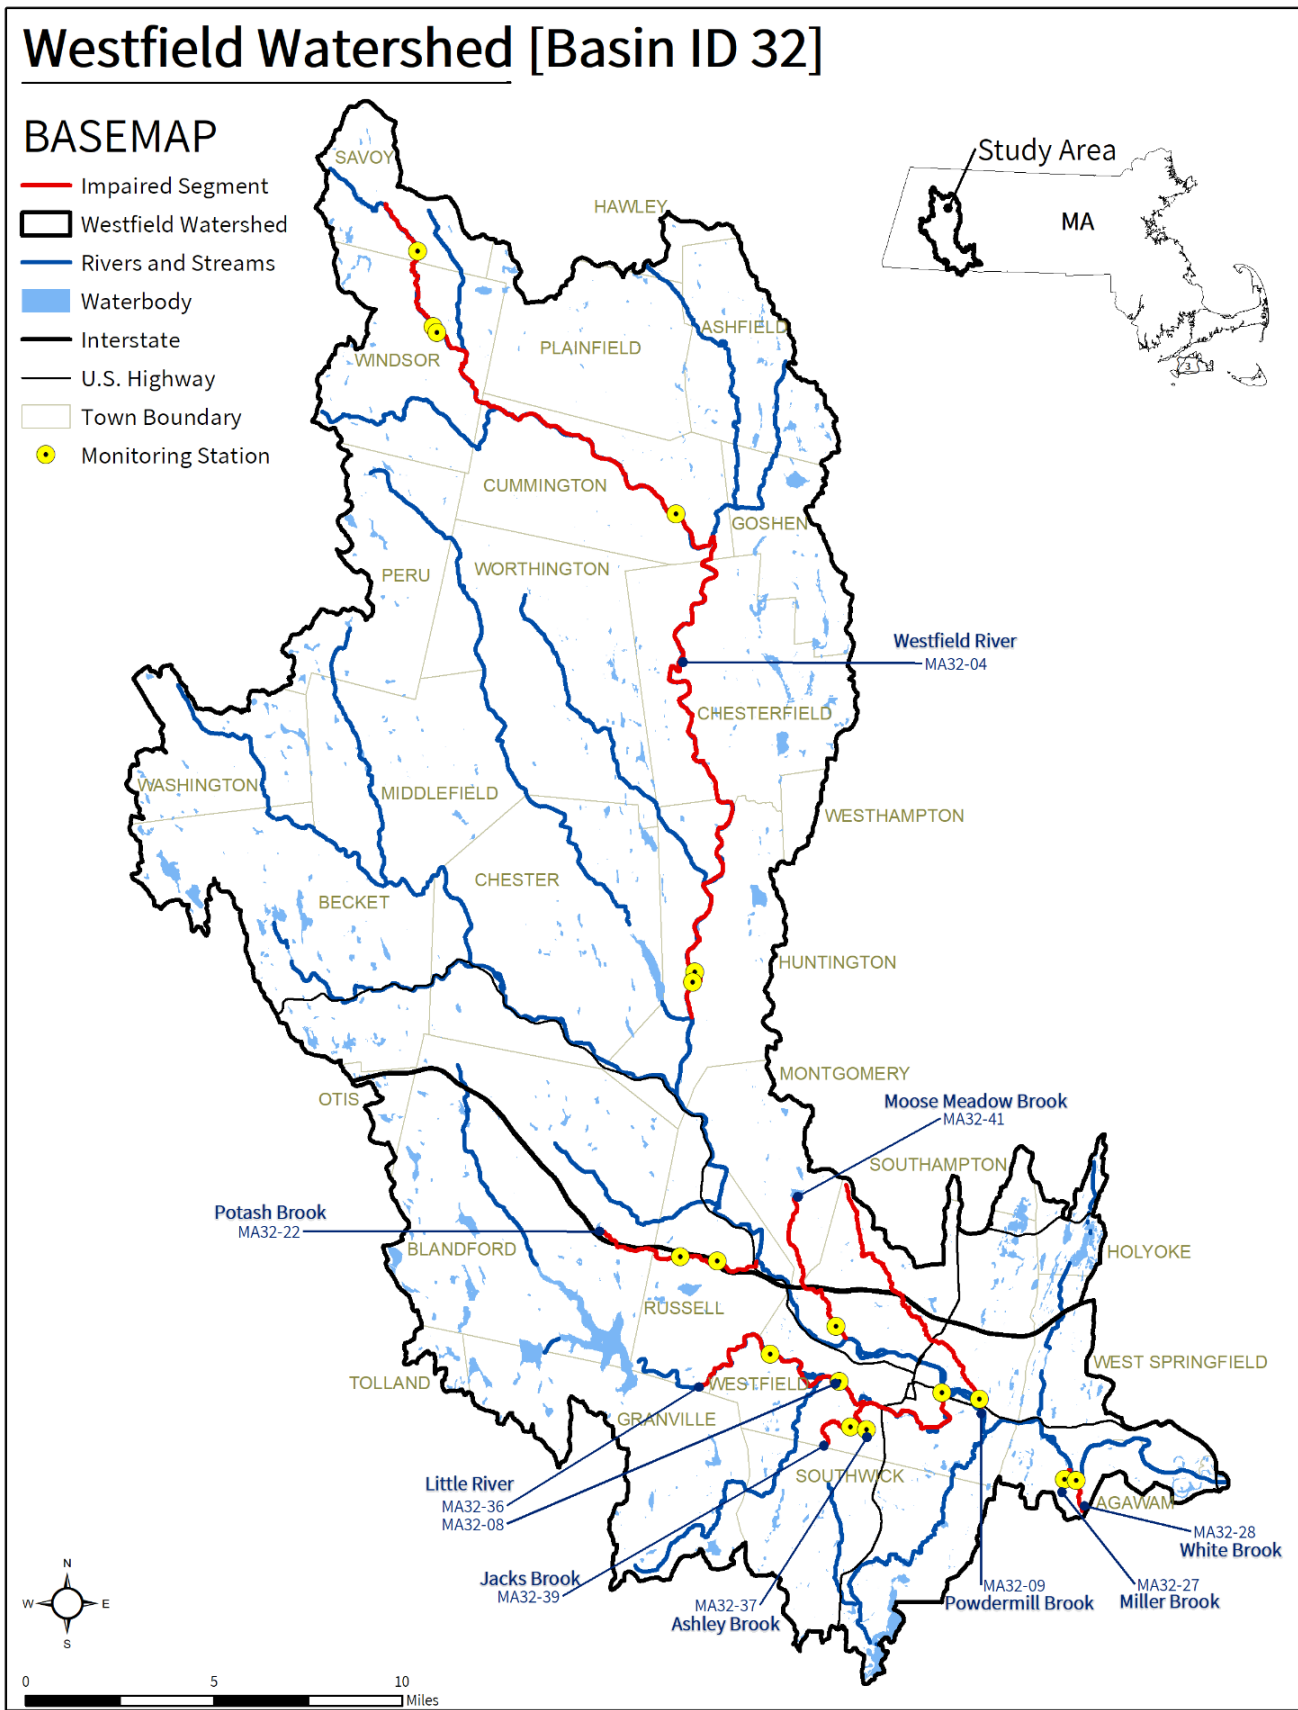 Westfield Watershed [Basin ID 32]
BASEMAP
Impaired Segment
Westfield Watershed
Rivers and Streams
Waterbody
Interstate
U.S. Highway
Town Boundary
Monitoring Station
Study Area
MA
3
SAVOY
HAWLEY
ASHFIELD
PLAINFIELD
WINDSOR
CUMMINGTON
GOSHEN
PERU
WORTHINGTON
Westfield River
MA32-04
CHESTERFIELD
WASHINGTON
MIDDLEFIELD
WESTHAMPTON
CHESTER
BECKET
HUNTINGTON
MONTGOMERY
OTIS
Moose Meadow Brook
MA32-41
SOUTHAMPTON
Potash Brook
MA32-22
BLANDFORD
HOLYOKE
RUSSELL
WEST SPRINGFIELD
TOLLAND
WESTFIELD
GRANVILLE
SOUTHWICK
Little River
MA32-36
MA32-08
AGAWAM
MA32-28
White Brook
Jacks Brook
MA32-39
MA32-37
Ashley Brook
MA32-09
Powdermill Brook
MA32-27
Miller Brook
N
W
E
S
0
5
10
Miles